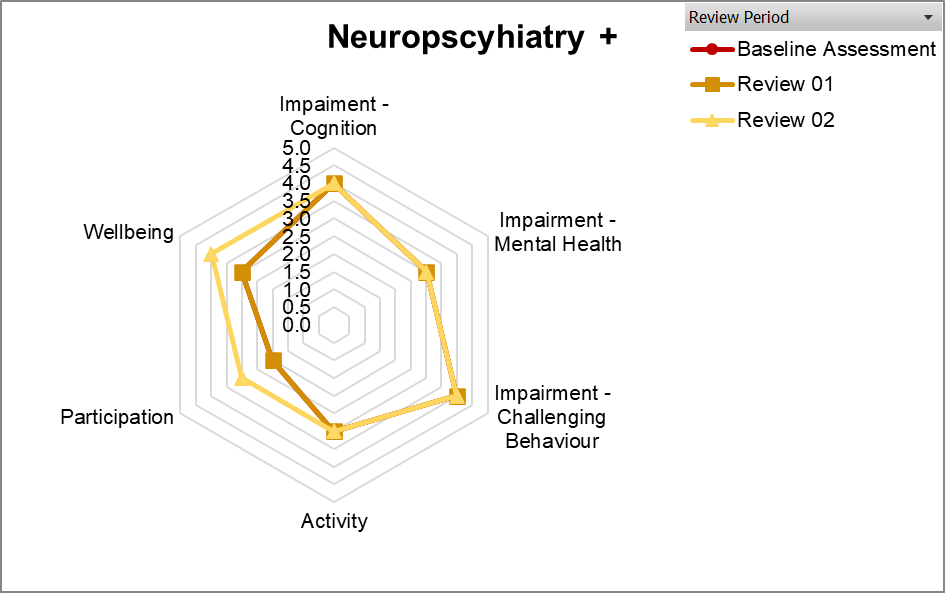 Neuropscyhiatry +
Review Period
Baseline Assessment
Review 01
Review 02
Impaiment -
Cognition
5.0
4.5
4.0
3.5
3.0
2.5
2.0
1.5
1.0
0.5
0.0
Impairment -
Mental Health
Impairment -
Challenging
Behaviour
Activity
Participation
Wellbeing